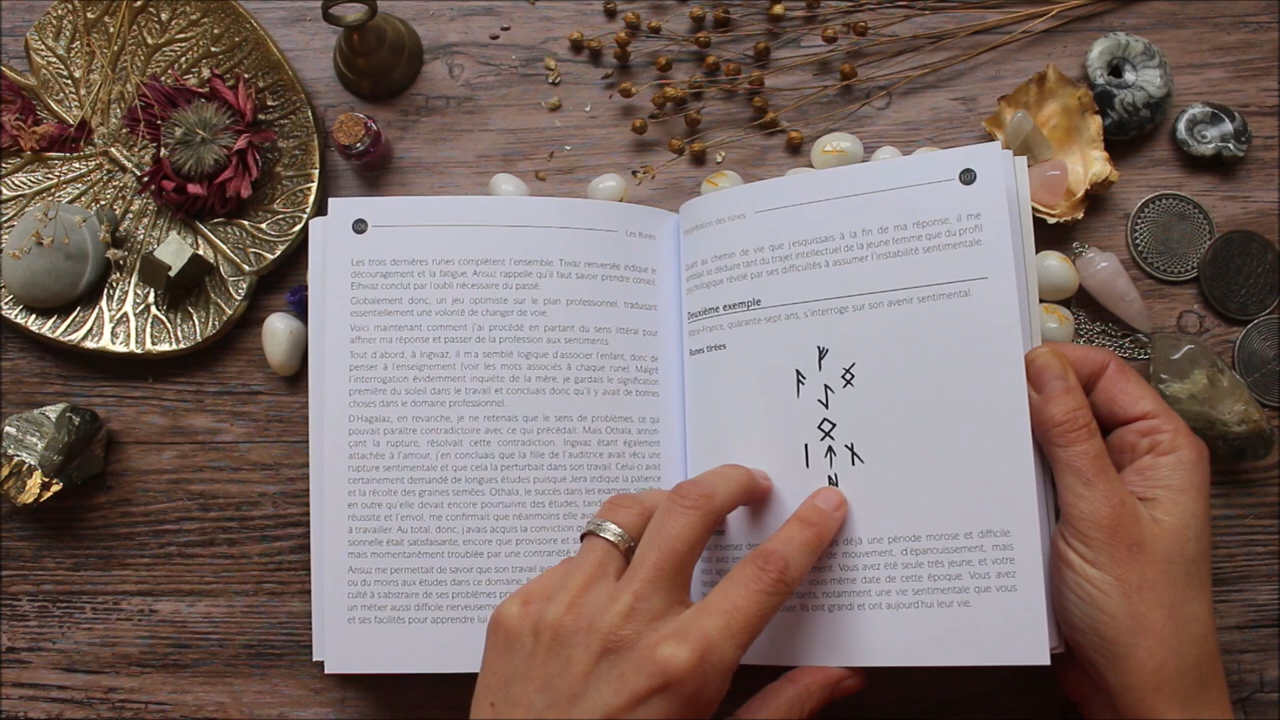 106
Les Runes
Les trois dernières runes complètent l'ensemble. Tiwaz renversée indique le
découragement et la fatigue. Ansuz rappelle qu'il faut savoir prendre conseil,
Eihwaz conclut par l'oubli nécessaire du passé.
Globalement donc, un jeu optimiste sur le plan professionnel, traduisant
essentiellement une volonté de changer de voie.
Voici maintenant comment j'ai procédé en partant du sens littéral pour
affiner ma réponse et passer de la profession aux sentiments.
Tout d'abord, à Ingwaz, il m'a semblé logique d'associer l'enfant, donc de
penser à l'enseignement (voir les mots associés à chaque rune). Malgré
l'interrogation évidemment inquiète de la mère, je gardais le signification
première du soleil dans le travail et concluais donc qu'il y avait de bonnes
choses dans le domaine professionnel.
D'Hagalaz, en revanche, je ne retenais que le sens de problèmes, ce qui
pouvait paraître contradictoire avec ce qui précédait. Mais Othala, annon-
çant la rupture, résolvait cette contradiction. Ingwaz étant également
attachée à l'amour, j'en concluais que la fille de l'auditrice avait vécu une
rupture sentimentale et que cela la perturbait dans son travail. Celui-ci avait
certainement demandé de longues études puisque Jera indiqué la patience
et la récolte des graines semées. Othala, le succès dans les examens,
en outre qu'elle devait encore poursuivre des études,
réussite et l'envol, me confirmait que néanmoins elle
à travailler. Au total, donc, j'avais acquis la conviction
sionnelle était satisfaisante, encore que provisoire et
mais momentanément troublée par une contrariété
Ansuz me permettait de savoir que son travail
ou du moins aux études dans ce domaine,
culté à s'abstraire de ses problèmes
un métier aussi difficile nerveusement
et ses facilités pour apprendre
107
Interprétation des runes
Quant au chemin de vie que j'esquissais à la fin de ma réponse, il me
semblait se déduire tant du trajet intellectuel de la jeune femme que du profil
psychologique révélé par ses difficultés à assumer l'instabilité sentimentale.
Deuxième exemple
Marie-France, quarante-sept ans, s'interroge sur son avenir sentimental.
Runes tirées
ᚠ
ᚨ ᛝ
ᛇ
ᛟ
ᛁ ᛏ ᚾ
ᚺ
déjà une période morose et difficile.
de mouvement, d'épanouissement, mais
Vous avez été seule très jeune, et votre
vous-même date de cette époque. Vous avez
notamment une vie sentimentale que vous
Ils ont grandi et ont aujourd'hui leur vie.